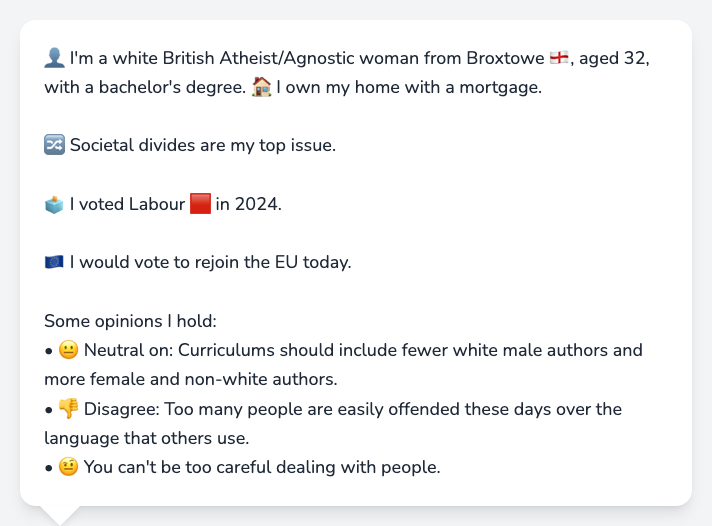 👤 I'm a white British Atheist/Agnostic woman from Broxtowe 🏴󠁧󠁢󠁥󠁮󠁧󠁿, aged 32,
with a bachelor's degree. 🏠 I own my home with a mortgage.
🔀 Societal divides are my top issue.
🗳️ I voted Labour 🟥 in 2024.
🇪🇺 I would vote to rejoin the EU today.
Some opinions I hold:
• 😐 Neutral on: Curriculums should include fewer white male authors and
more female and non-white authors.
• 👎 Disagree: Too many people are easily offended these days over the
language that others use.
• 🤨 You can't be too careful dealing with people.